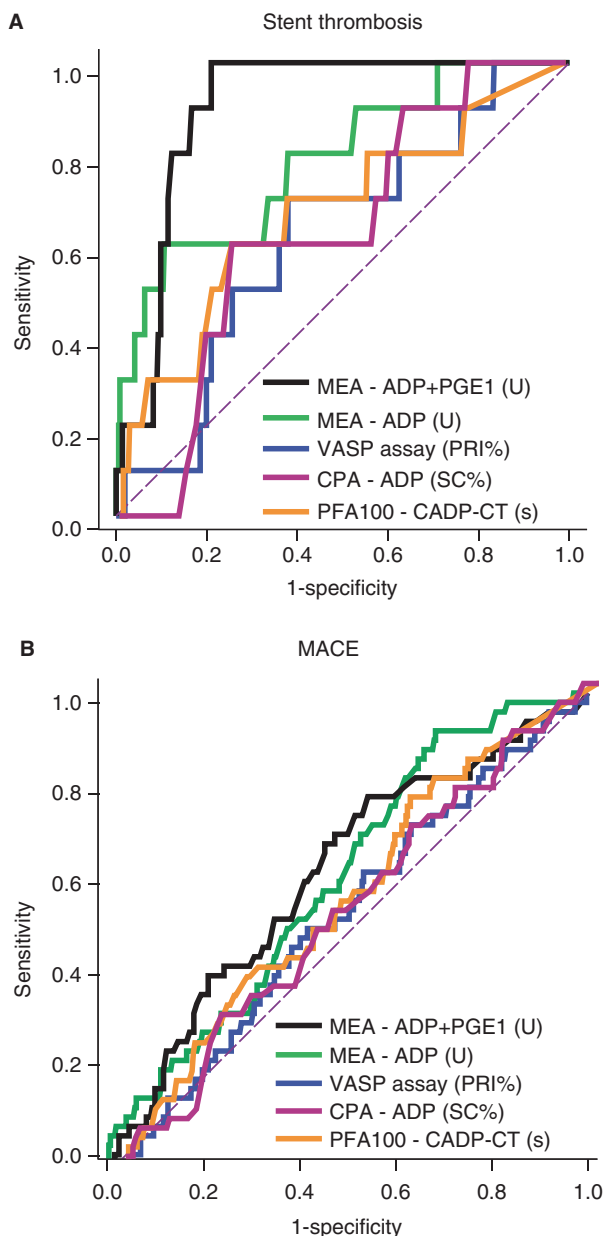 A
Stent thrombosis
1.0
0.8
0.6
0.4
0.2
0.0
Sensitivity
MEA - ADP+PGE1 (U)
MEA - ADP (U)
VASP assay (PRI%)
CPA - ADP (SC%)
PFA100 - CADP-CT (s)
0.0 0.2 0.4 0.6 0.8 1.0
1-specificity
B
MACE
1.0
0.8
0.6
0.4
0.2
0.0
Sensitivity
MEA - ADP+PGE1 (U)
MEA - ADP (U)
VASP assay (PRI%)
CPA - ADP (SC%)
PFA100 - CADP-CT (s)
0.0 0.2 0.4 0.6 0.8 1.0
1-specificity